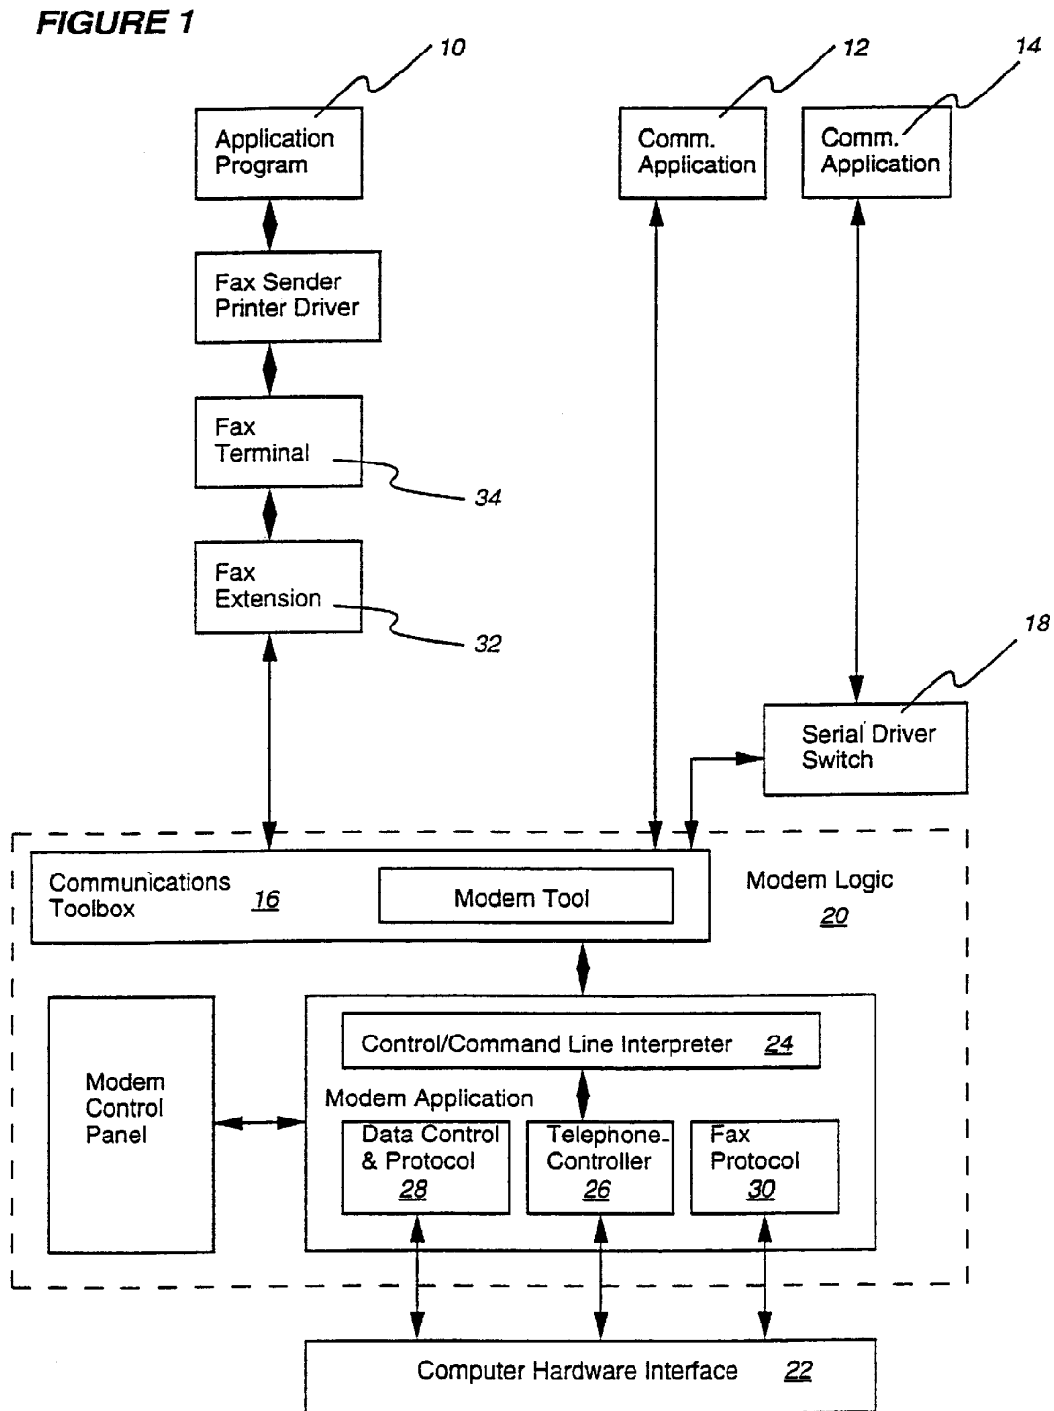 FIGURE 1
10
12
14
Application
Program
Comm.
Application
Comm.
Application
Fax Sender
Printer Driver
Fax
Terminal
34
Fax
Extension
32
18
Serial Driver
Switch
Communications
Toolbox
16
Modem Tool
Modem Logic
20
Control/Command Line Interpreter 24
Modem Application
Modem
Control
Panel
Data Control
& Protocol
28
Telephone-
Controller
26
Fax
Protocol
30
Computer Hardware Interface 22